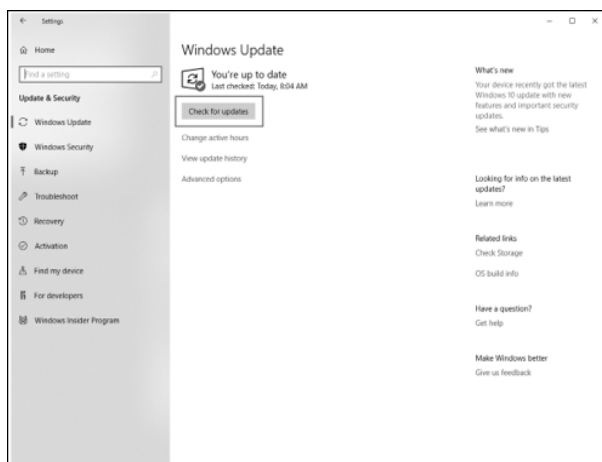 Settings
Home
Find a setting
Update & Security
Windows Update
Windows Security
Backup
Troubleshoot
Recovery
Activation
Find my device
For developers
Windows Insider Program
Windows Update
You're up to date
Last checked: Today, 8:04 AM
Check for updates
Change active hours
View update history
Advanced options
What's new
Your device recently got the latest
Windows 10 update with new
features and important security
updates.
See what's new in Tips
Looking for info on the latest
updates?
Learn more
Related links
Check Storage
OS build info
Have a question?
Get help
Make Windows better
Give us feedback